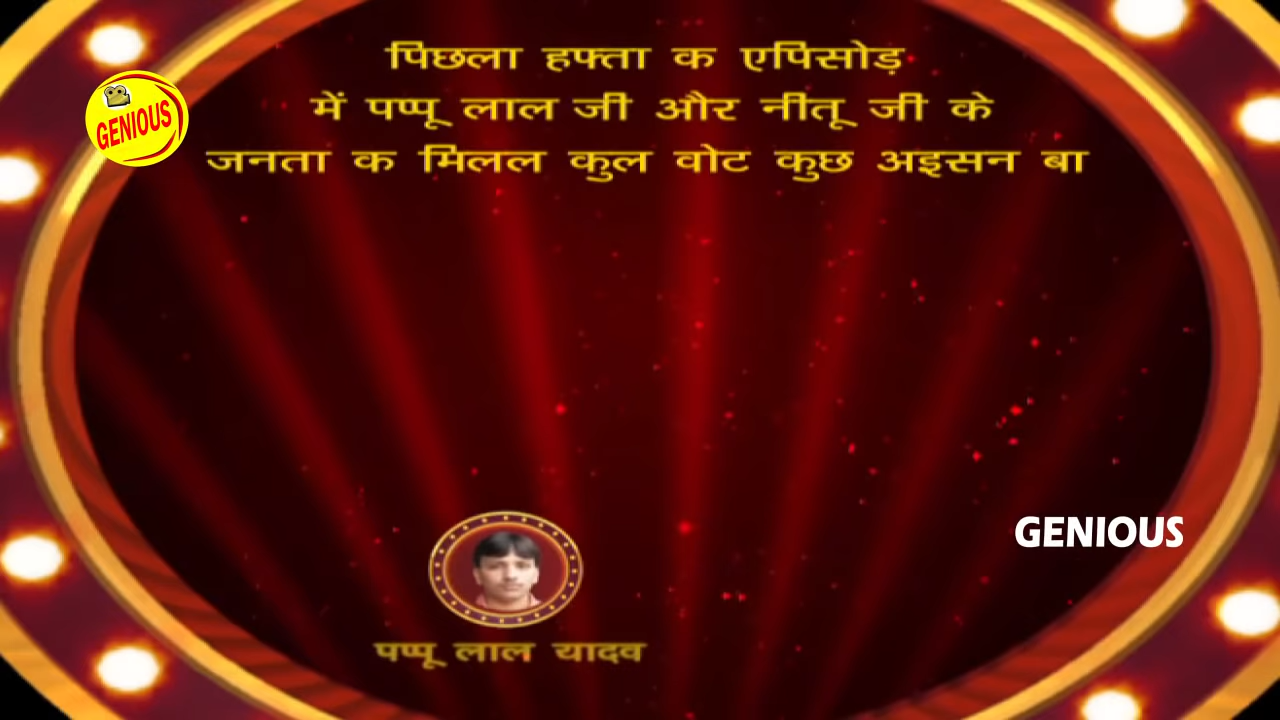 पिछला हफ्ता क एपिसोड़
में पप्पू लाल जी और नीतू जी के
GENIOUS
जनता क मिलल कुल वोट कुछ अइसन बा
GENIOUS
पप्पू लाल यादव